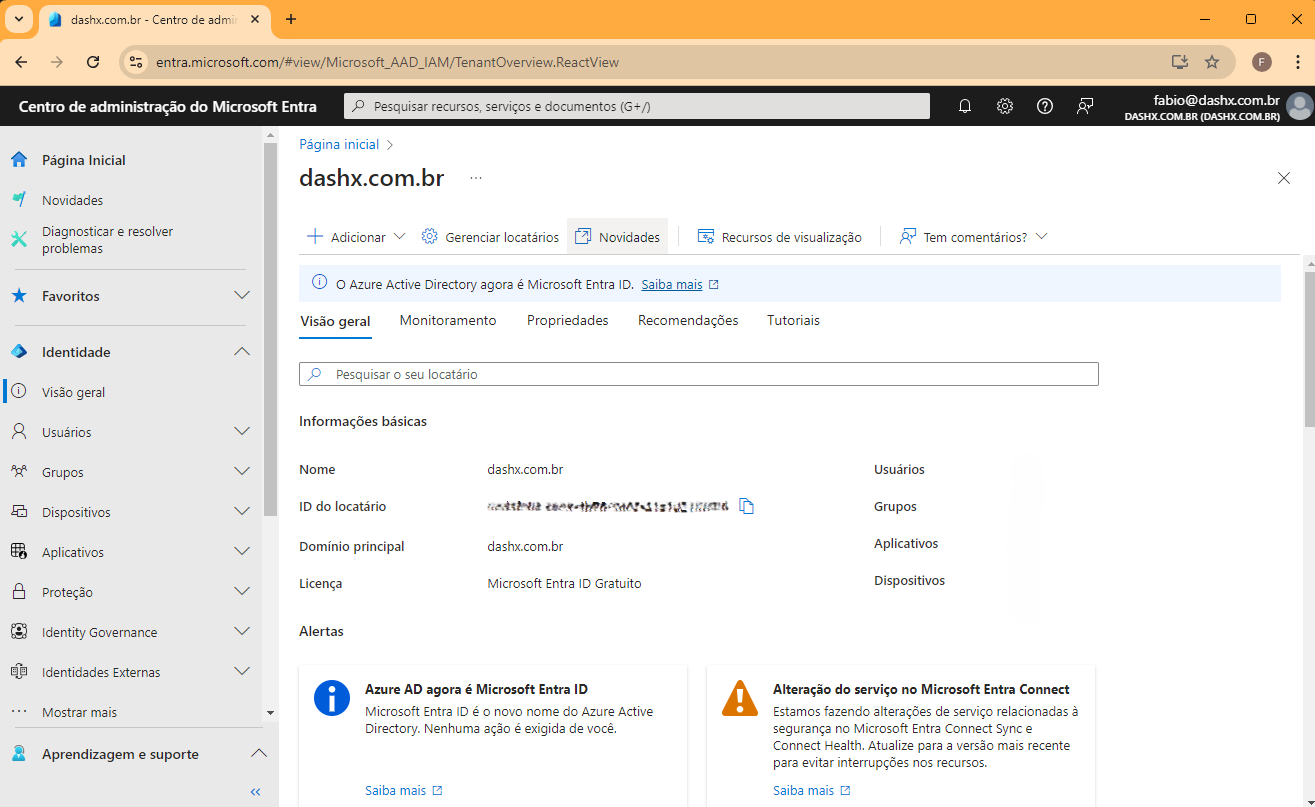 dashx.com.br - Centro de admin
entra.microsoft.com/#view/Microsoft_AAD_IAM/TenantOverview.ReactView
F
Centro de administração do Microsoft Entra
Pesquisar recursos, serviços e documentos (G+/)
fabio@dashx.com.br
DASHX.COM.BR (DASHX.COM.BR)
Página Inicial
Novidades
Diagnosticar e resolver
problemas
Favoritos
Identidade
Visão geral
Usuários
Grupos
Dispositivos
Aplicativos
Proteção
Identity Governance
Identidades Externas
Mostrar mais
Aprendizagem e suporte
Página inicial
dashx.com.br
Adicionar
Gerenciar locatários
Novidades
Recursos de visualização
Tem comentários?
O Azure Active Directory agora é Microsoft Entra ID. Saiba mais
Visão geral
Monitoramento
Propriedades
Recomendações
Tutoriais
Pesquisar o seu locatário
Informações básicas
Nome
dashx.com.br
Usuários
ID do locatário
Grupos
Domínio principal
dashx.com.br
Aplicativos
Licença
Microsoft Entra ID Gratuito
Dispositivos
Alertas
Azure AD agora é Microsoft Entra ID
Microsoft Entra ID é o novo nome do Azure Active
Directory. Nenhuma ação é exigida de você.
Saiba mais
Alteração do serviço no Microsoft Entra Connect
Estamos fazendo alterações de serviço relacionadas à
segurança no Microsoft Entra Connect Sync e
Connect Health. Atualize para a versão mais recente
para evitar interrupções nos recursos.
Saiba mais